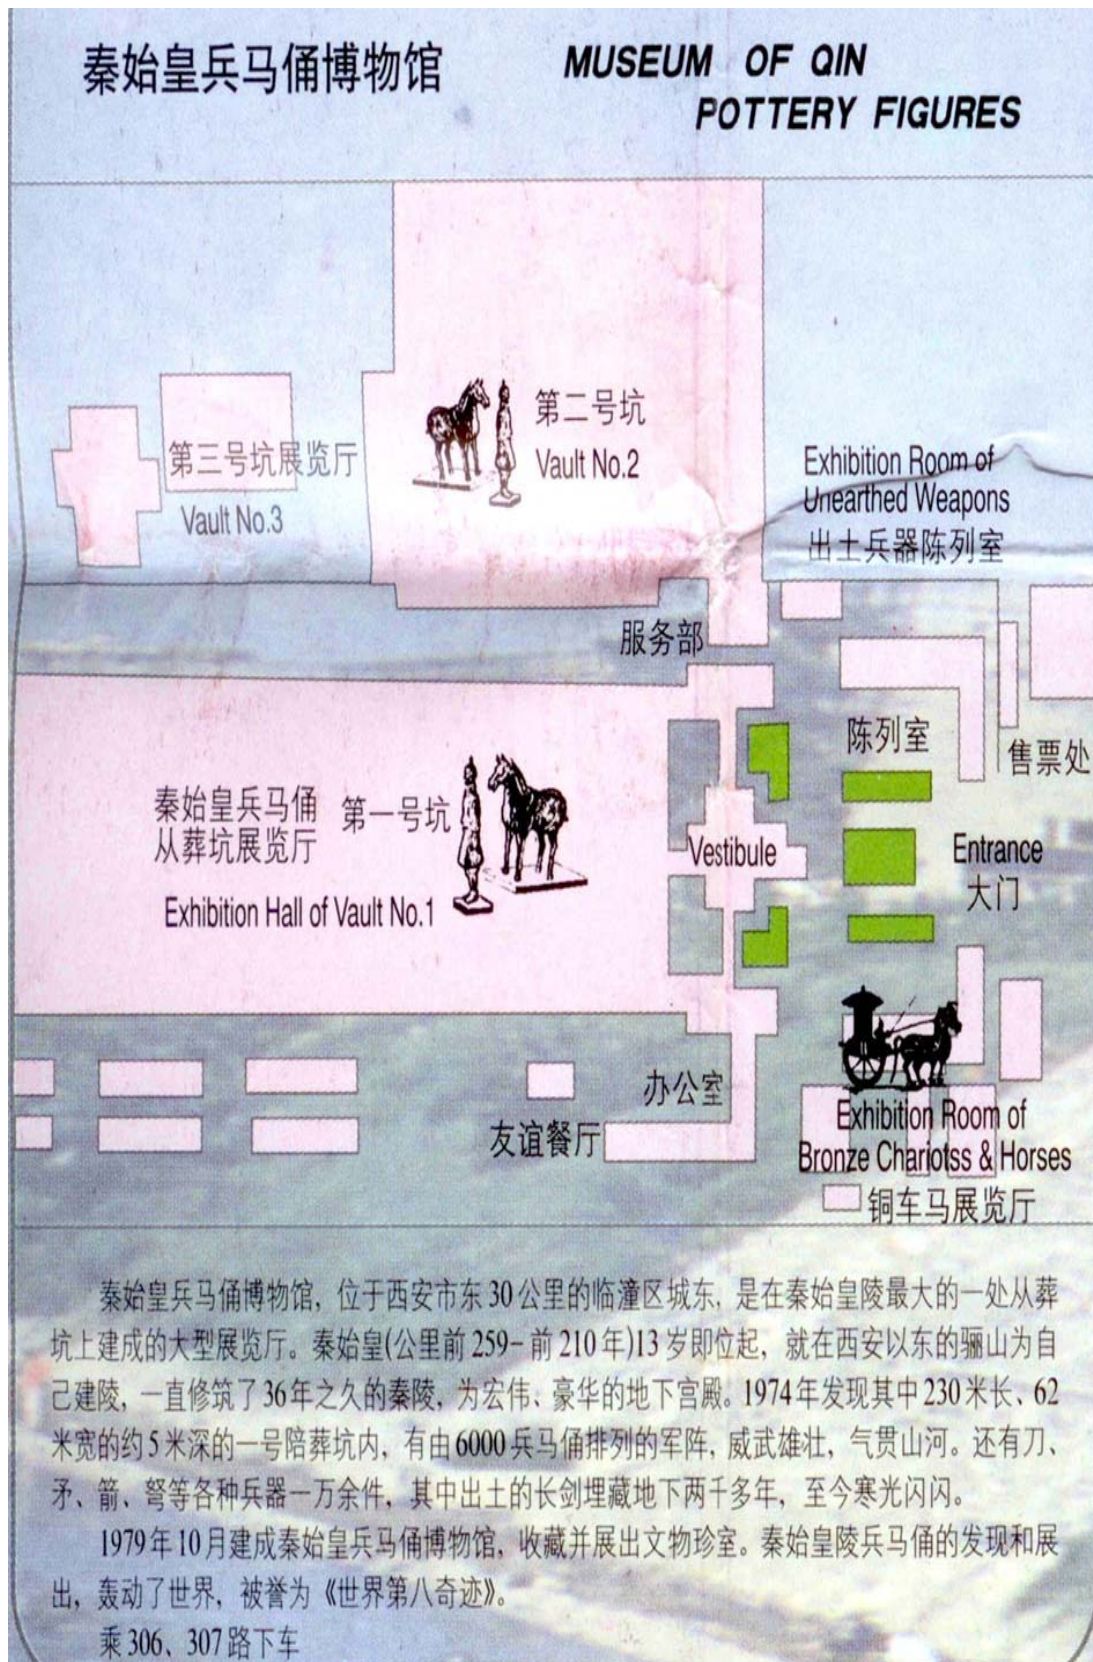 秦始皇兵马俑博物馆
MUSEUM OF QIN
POTTERY FIGURES
第二号坑
Vault No.2
第三号坑展览厅
Vault No.3
Exhibition Room of
Unearthed Weapons
出土兵器陈列室
服务部
陈列室
售票处
秦始皇兵马俑
从葬坑展览厅
第一号坑
Exhibition Hall of Vault No.1
Vestibule
Entrance
大门
办公室
友谊餐厅
Exhibition Room of
Bronze Chariotss & Horses
铜车马展览厅
秦始皇兵马俑博物馆，位于西安市东30公里的临潼区城东，是在秦始皇陵最大的一处从葬
坑上建成的大型展览厅。秦始皇(公里前259-前210年)13岁即位起，就在西安以东的骊山为自
己建陵，一直修筑了36年之久的秦陵，为宏伟、豪华的地下宫殿。1974年发现其中230米长、62
米宽的约5米深的一号陪葬坑内，有由6000兵马俑排列的军阵，威武雄壮，气贯山河。还有刀、
矛、箭、弩等各种兵器一万余件，其中出土的长剑埋藏地下两千多年，至今寒光闪闪。
1979年10月建成秦始皇兵马俑博物馆，收藏并展出文物珍室。秦始皇陵兵马俑的发现和展
出，轰动了世界，被誉为《世界第八奇迹》。
乘306、307路下车